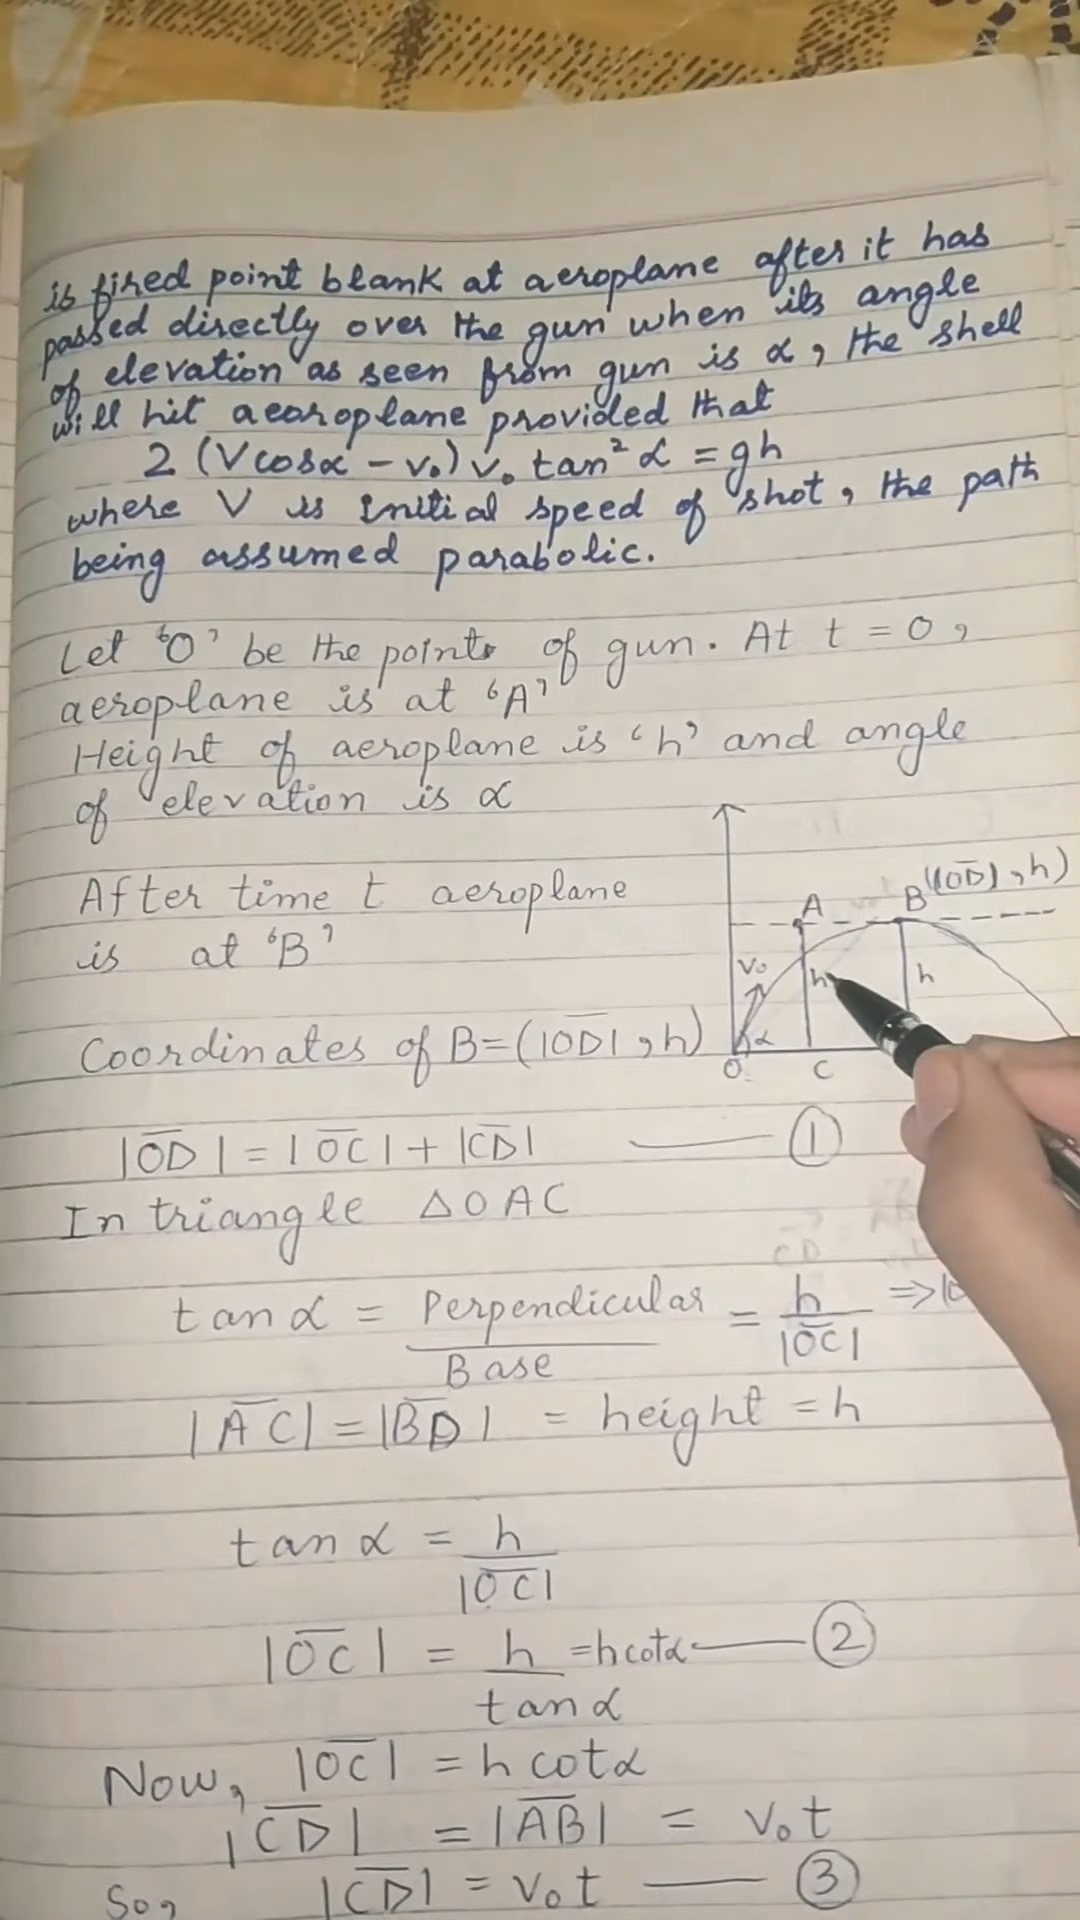 is fired point blank at aeroplane after it has
passed directly over the gun when its angle
of elevation as seen from gun is α, the shell
will hit aearoplane provided that
2 (V cosα - v₀) v₀ tan² α = gh
where V is initial speed of shot, the path
being assumed parabolic.
Let 'O' be the points of gun. At t = 0,
aeroplane is at 'A'
Height of aeroplane is 'h' and angle
of elevation is α
After time t aeroplane
is at 'B'
A B (|OD̅|, h)
v₀ h h
α
O C
Coordinates of B = (|OD̅|, h)
|OD̅| = |OC̅| + |CD̅| —— ①
In triangle △OAC
tan α = Perpendicular / Base = h / |OC̅| =>
|AC̅| = |BD̅| = height = h
tan α = h / |OC̅|
|OC̅| = h / tan α = h cotα —— ②
Now, |OC̅| = h cotα
|CD̅| = |AB̅| = v₀t
So, |CD̅| = v₀t —— ③